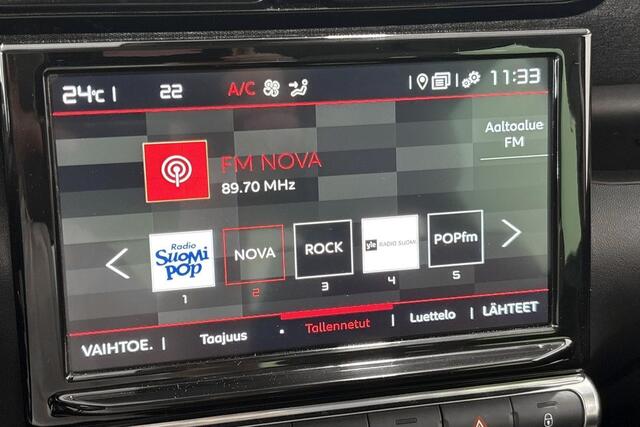 24°C
22
A/C
11:33
Aaltoalue
FM
FM NOVA
89.70 MHz
Radio
SUOMI
POP
NOVA
ROCK
yle RADIO SUOMI
POPfm
1
2
3
4
5
VAIHTOE.
Taajuus
Tallennetut
Luettelo
LÄHTEET